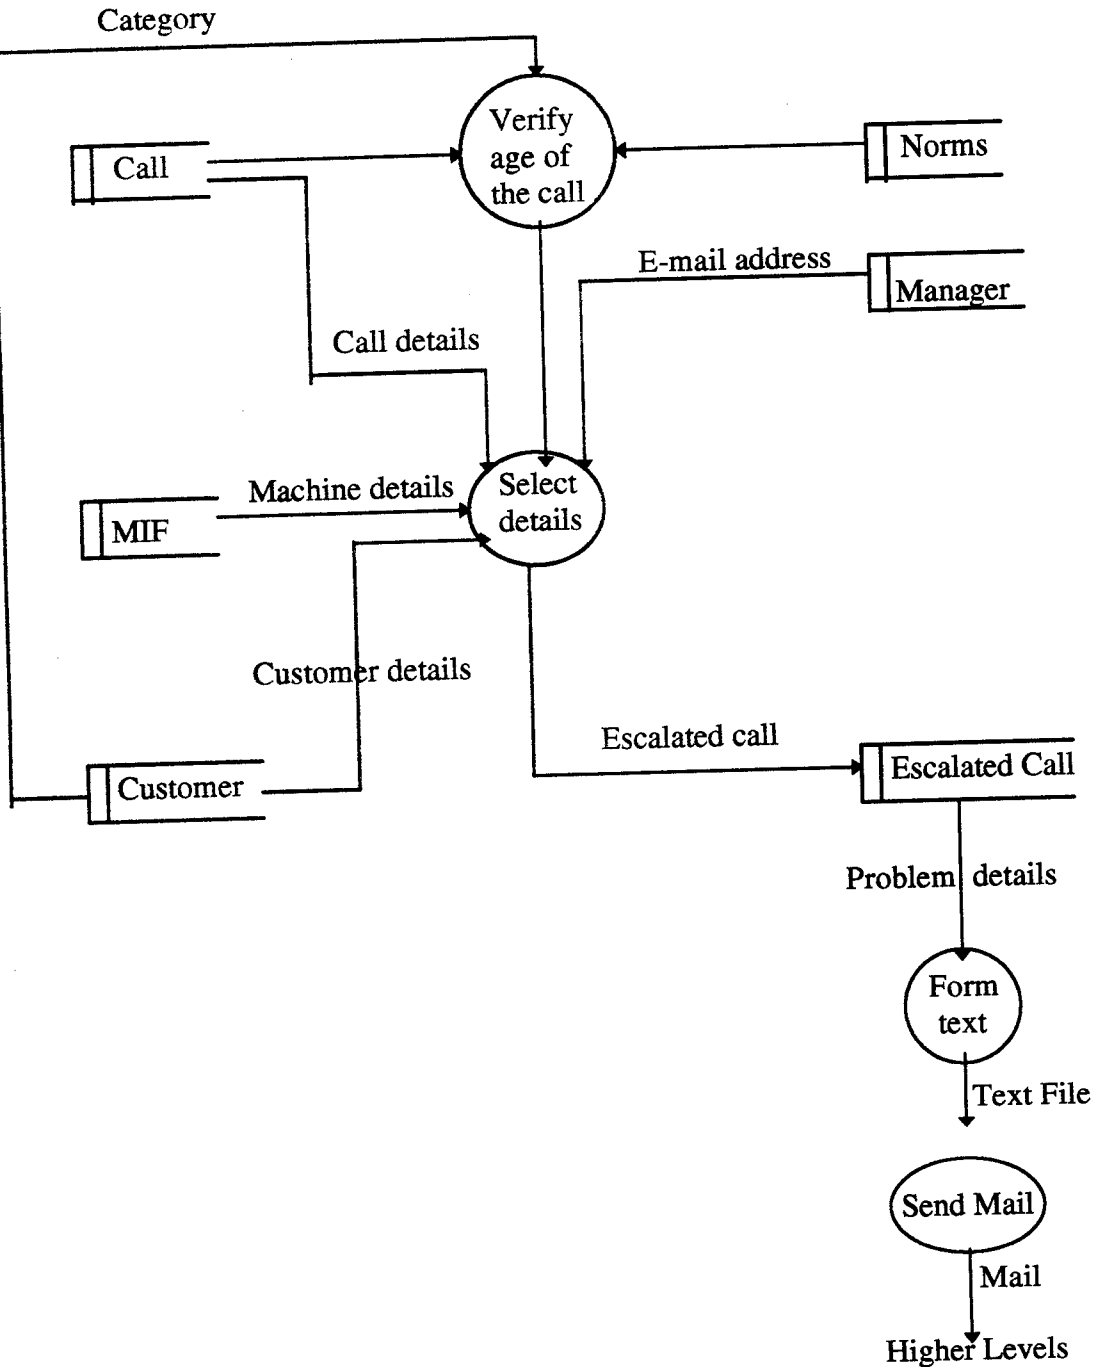 Category
Verify
age of
the call
Call
Norms
E-mail address
Manager
Call details
Machine details
Select
details
MIF
Customer details
Escalated call
Escalated Call
Customer
Problem details
Form
text
Text File
Send Mail
Mail
Higher Levels